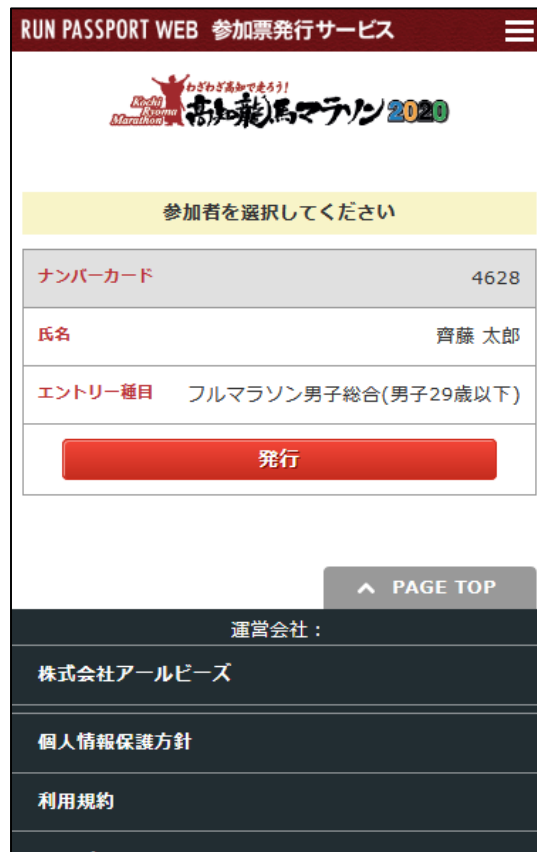 RUN PASSPORT WEB 参加票発行サービス
わざわざ高知で走ろう!
Kochi
Ryoma
Marathon
高知龍馬マラソン2020
参加者を選択してください
ナンバーカード 4628
氏名 齊藤 太郎
エントリー種目 フルマラソン男子総合(男子29歳以下)
発行
PAGE TOP
運営会社：
株式会社アールビーズ
個人情報保護方針
利用規約